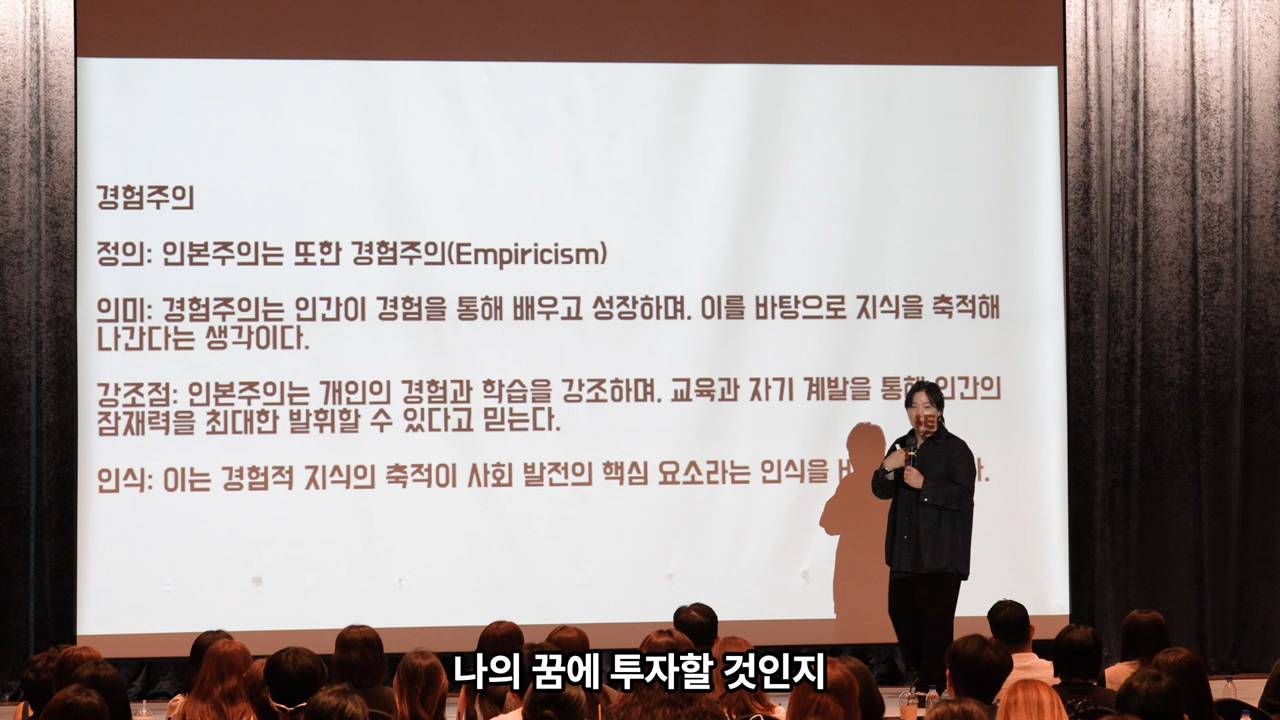 경험주의
정의: 인본주의는 또한 경험주의(Empiricism)
의미: 경험주의는 인간이 경험을 통해 배우고 성장하며, 이를 바탕으로 지식을 축적해
나간다는 생각이다.
강조점: 인본주의는 개인의 경험과 학습을 강조하며, 교육과 자기 계발을 통해 인간의
잠재력을 최대한 발휘할 수 있다고 믿는다.
인식: 이는 경험적 지식의 축적이 사회 발전의 핵심 요소라는 인식을
나의 꿈에 투자할 것인지